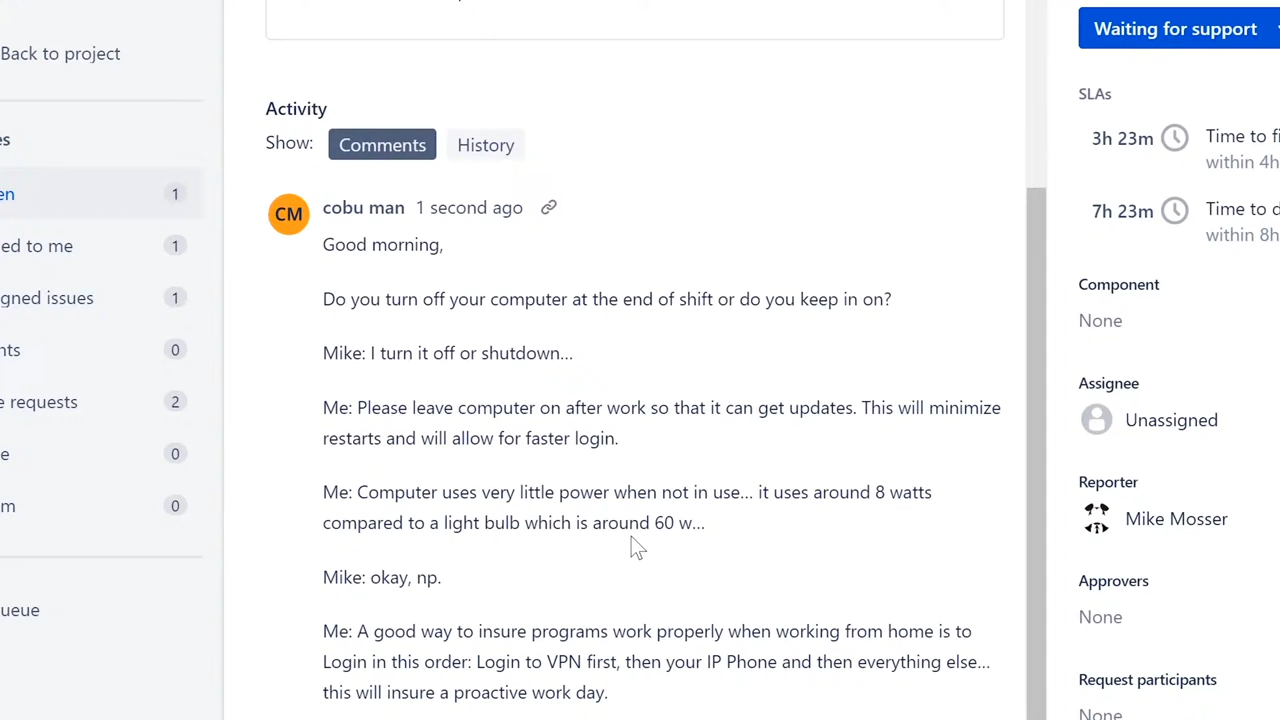 Back to project
es
en 1
ed to me 1
gned issues 1
nts 0
e requests 2
e 0
m 0
ueue
Activity
Show: Comments History
CM cobu man 1 second ago
Good morning,
Do you turn off your computer at the end of shift or do you keep in on?
Mike: I turn it off or shutdown...
Me: Please leave computer on after work so that it can get updates. This will minimize
restarts and will allow for faster login.
Me: Computer uses very little power when not in use... it uses around 8 watts
compared to a light bulb which is around 60 w...
Mike: okay, np.
Me: A good way to insure programs work properly when working from home is to
Login in this order: Login to VPN first, then your IP Phone and then everything else...
this will insure a proactive work day.
Waiting for support
SLAs
3h 23m Time to fi
within 4h
7h 23m Time to
within 8h
Component
None
Assignee
Unassigned
Reporter
Mike Mosser
Approvers
None
Request participants
None